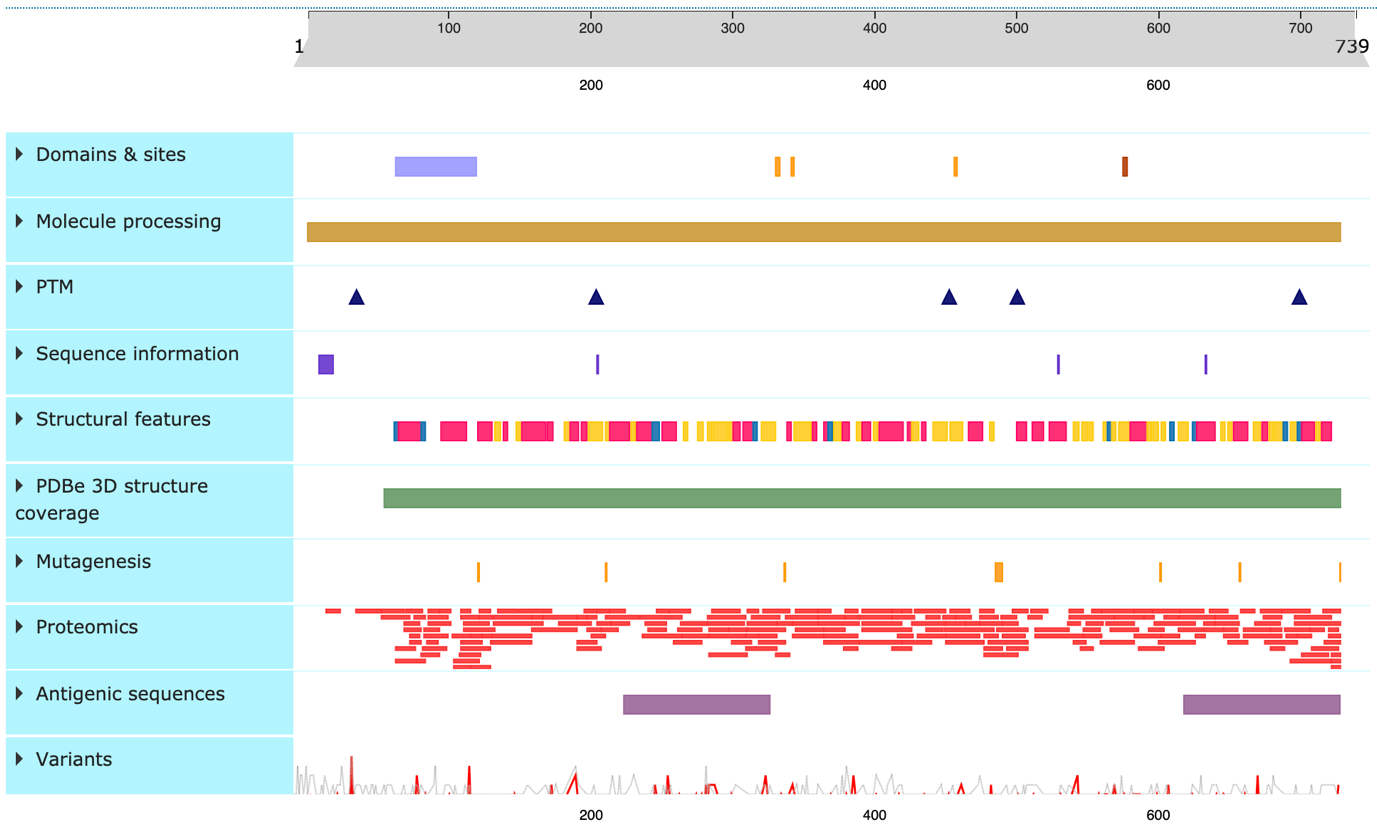 100 200 300 400 500 600 700
1 739
200 400 600
Domains & sites
Molecule processing
PTM
Sequence information
Structural features
PDBe 3D structure
coverage
Mutagenesis
Proteomics
Antigenic sequences
Variants
200 400 600